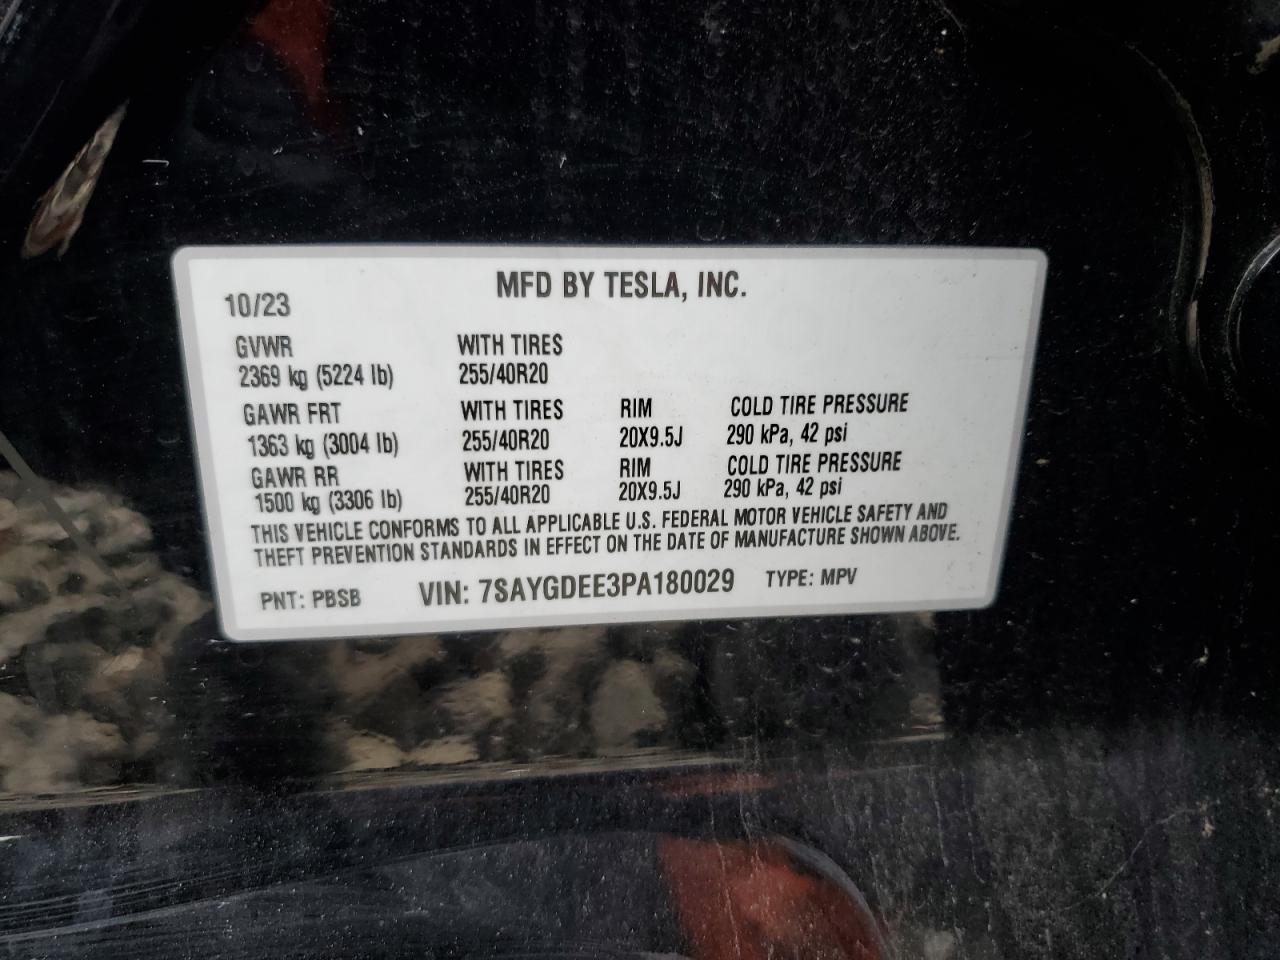 MFD BY TESLA, INC.
10/23
GVWR WITH TIRES
2369 kg (5224 lb) 255/40R20
GAWR FRT WITH TIRES RIM COLD TIRE PRESSURE
1363 kg (3004 lb) 255/40R20 20X9.5J 290 kPa, 42 psi
GAWR RR WITH TIRES RIM COLD TIRE PRESSURE
1500 kg (3306 lb) 255/40R20 20X9.5J 290 kPa, 42 psi
THIS VEHICLE CONFORMS TO ALL APPLICABLE U.S. FEDERAL MOTOR VEHICLE SAFETY AND
THEFT PREVENTION STANDARDS IN EFFECT ON THE DATE OF MANUFACTURE SHOWN ABOVE.
PNT: PBSB VIN: 7SAYGDEE3PA180029 TYPE: MPV